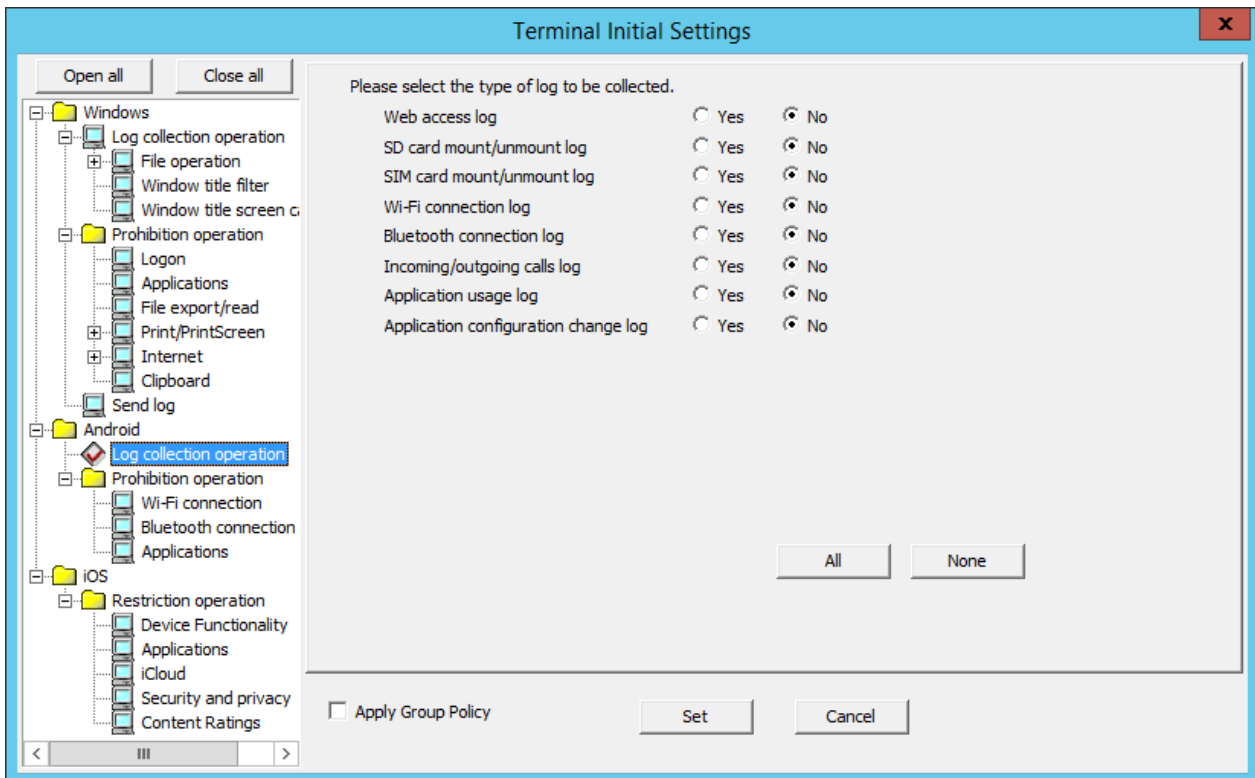 Terminal Initial Settings
x
Open all
Close all
Windows
Log collection operation
File operation
Window title filter
Window title screen ca
Prohibition operation
Logon
Applications
File export/read
Print/PrintScreen
Internet
Clipboard
Send log
Android
Log collection operation
Prohibition operation
Wi-Fi connection
Bluetooth connection
Applications
iOS
Restriction operation
Device Functionality
Applications
iCloud
Security and privacy
Content Ratings
Please select the type of log to be collected.
Web access log Yes No
SD card mount/unmount log Yes No
SIM card mount/unmount log Yes No
Wi-Fi connection log Yes No
Bluetooth connection log Yes No
Incoming/outgoing calls log Yes No
Application usage log Yes No
Application configuration change log Yes No
All
None
Apply Group Policy
Set
Cancel